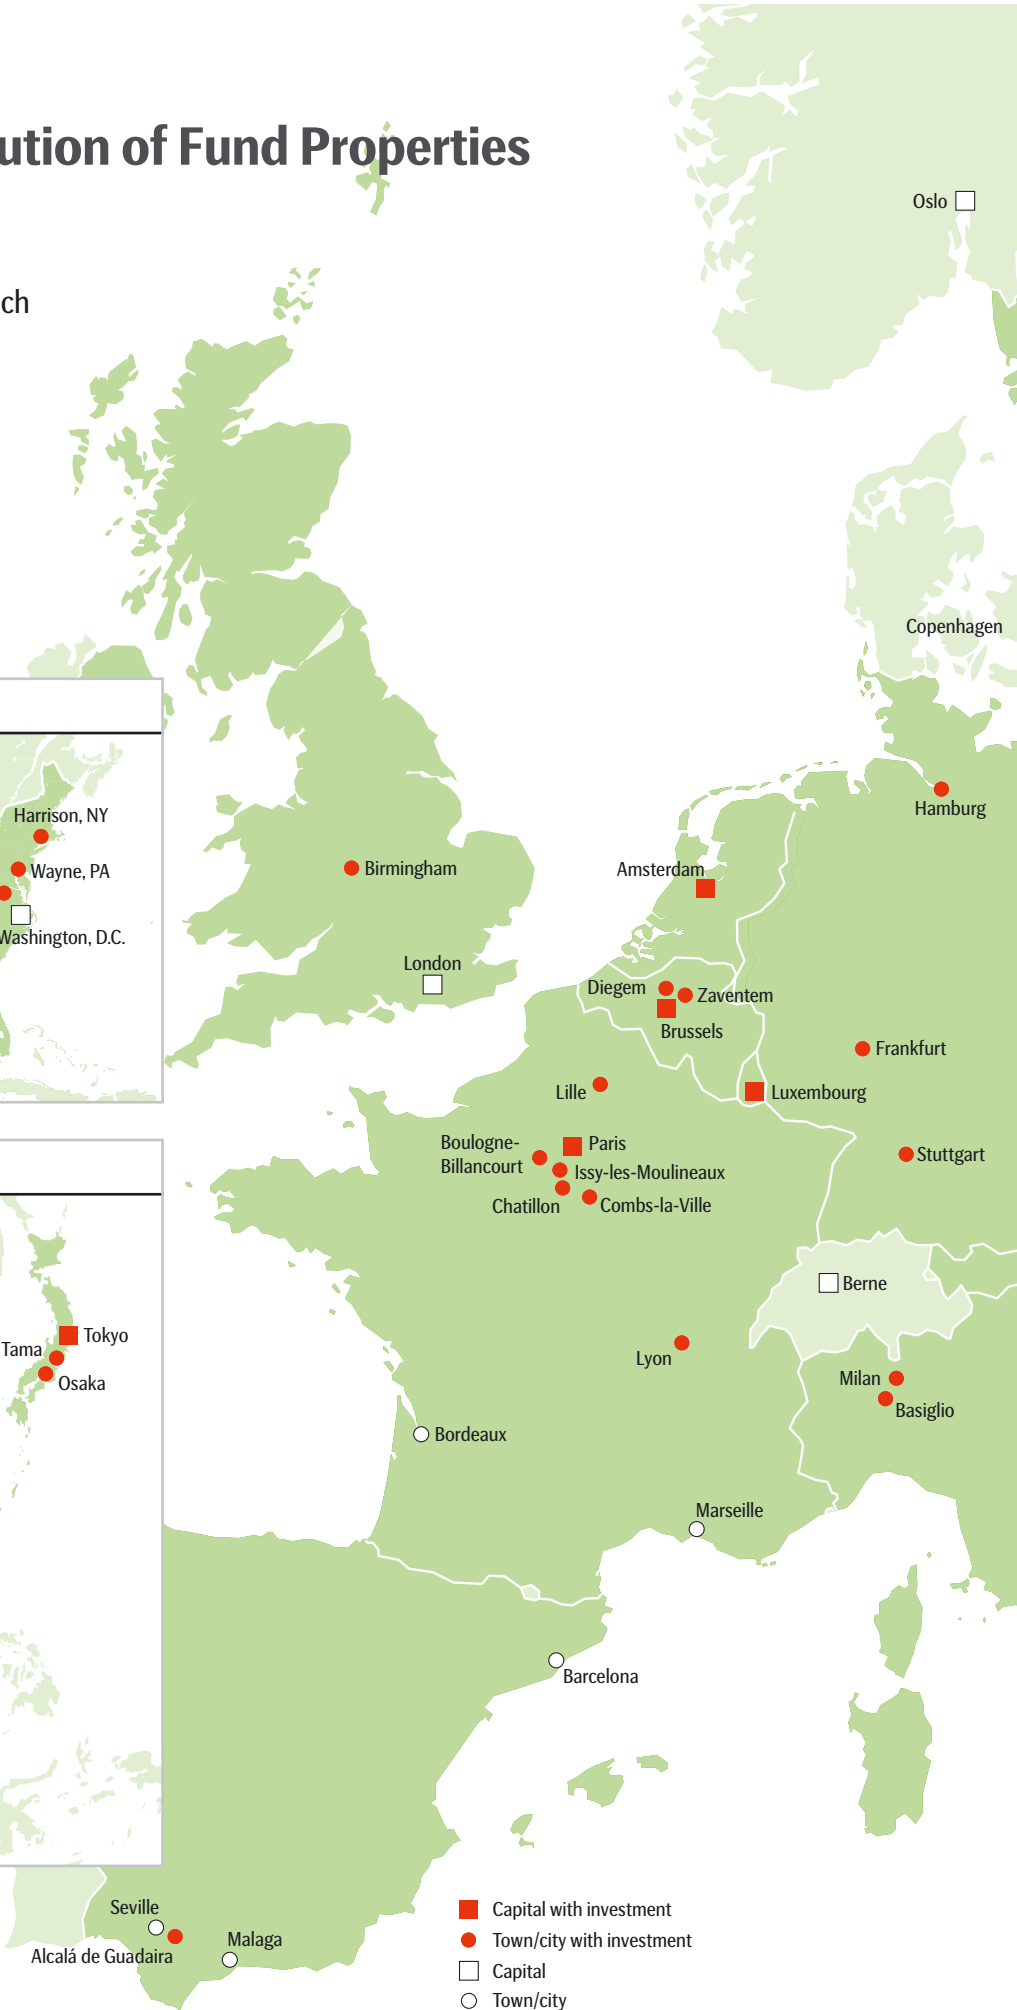 ution of Fund Properties
Oslo
ch
Copenhagen
Harrison, NY
Wayne, PA
Washington, D.C.
Hamburg
Birmingham
Amsterdam
London
Diegem
Zaventem
Brussels
Frankfurt
Lille
Luxembourg
Boulogne-
Billancourt
Paris
Issy-les-Moulineaux
Chatillon
Combs-la-Ville
Stuttgart
Berne
Tokyo
Tama
Osaka
Lyon
Milan
Basiglio
Bordeaux
Marseille
Barcelona
Seville
Alcalá de Guadaira
Malaga
Capital with investment
Town/city with investment
Capital
Town/city